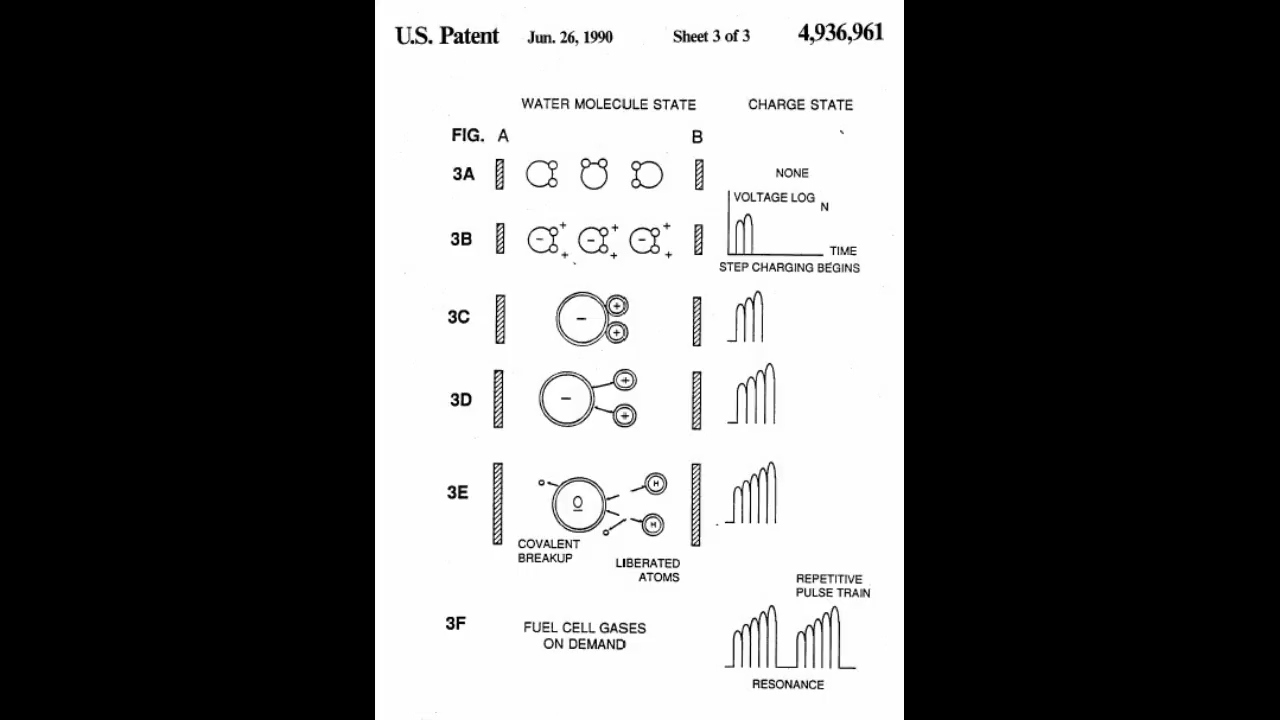 U.S. Patent Jun. 26, 1990 Sheet 3 of 3 4,936,961
WATER MOLECULE STATE CHARGE STATE
FIG. A B
3A NONE
VOLTAGE LOG N
3B + + + + + + - - - TIME
STEP CHARGING BEGINS
3C - + +
3D - + +
3E O H H
COVALENT
BREAKUP
LIBERATED
ATOMS
REPETITIVE
PULSE TRAIN
3F FUEL CELL GASES
ON DEMAND
RESONANCE